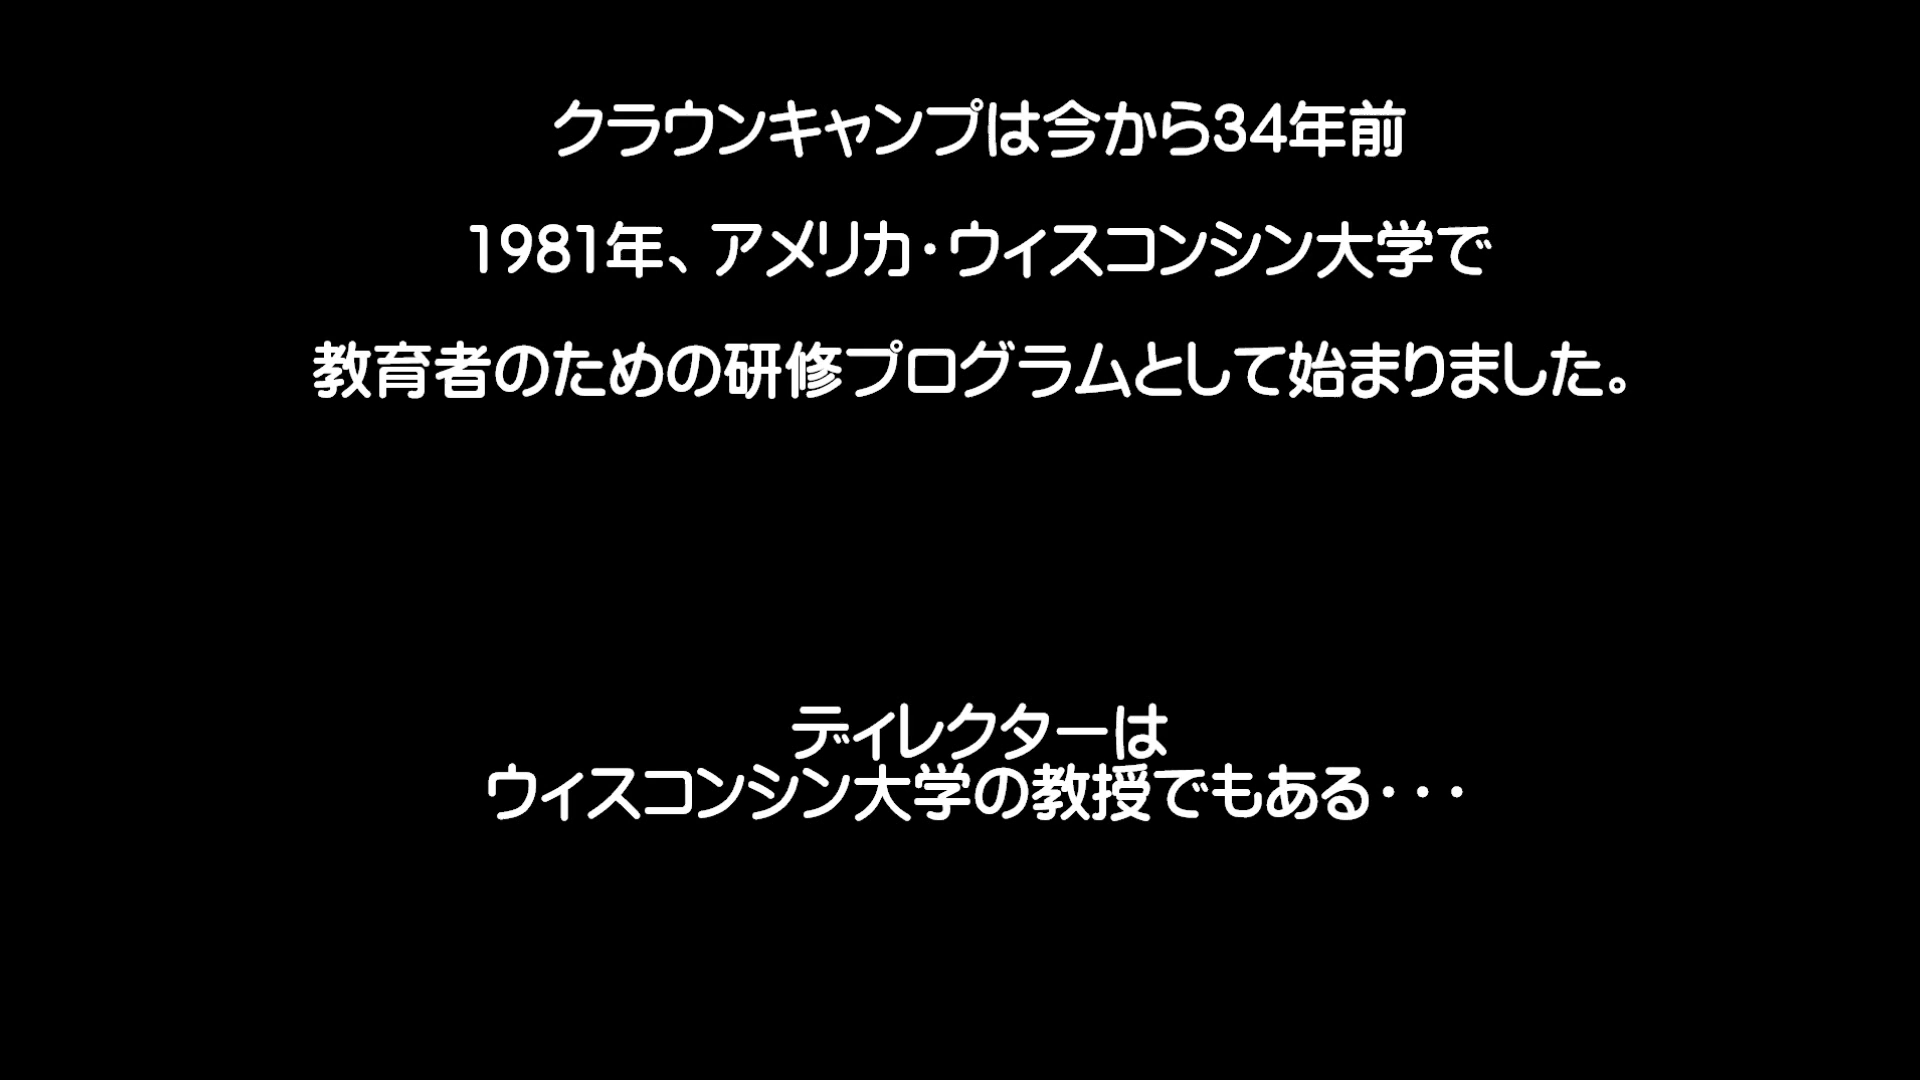 クラウンキャンプは今から34年前
1981年、アメリカ・ウィスコンシン大学で
教育者のための研修プログラムとして始まりました。
ディレクターは
ウィスコンシン大学の教授でもある・・・